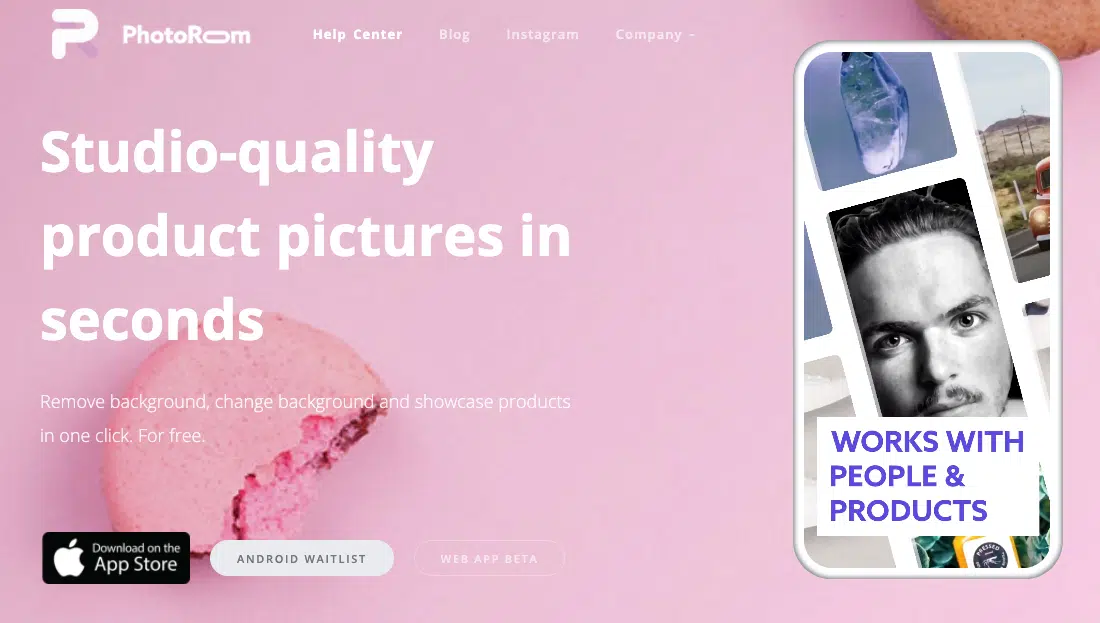 PhotoRoom
Help Center
Blog
Instagram
Company
Studio-quality
product pictures in
seconds
Remove background, change background and showcase products
in one click. For free.
Download on the
App Store
ANDROID WAITLIST
WEB APP BETA
WORKS WITH
PEOPLE &
PRODUCTS
PRESSED